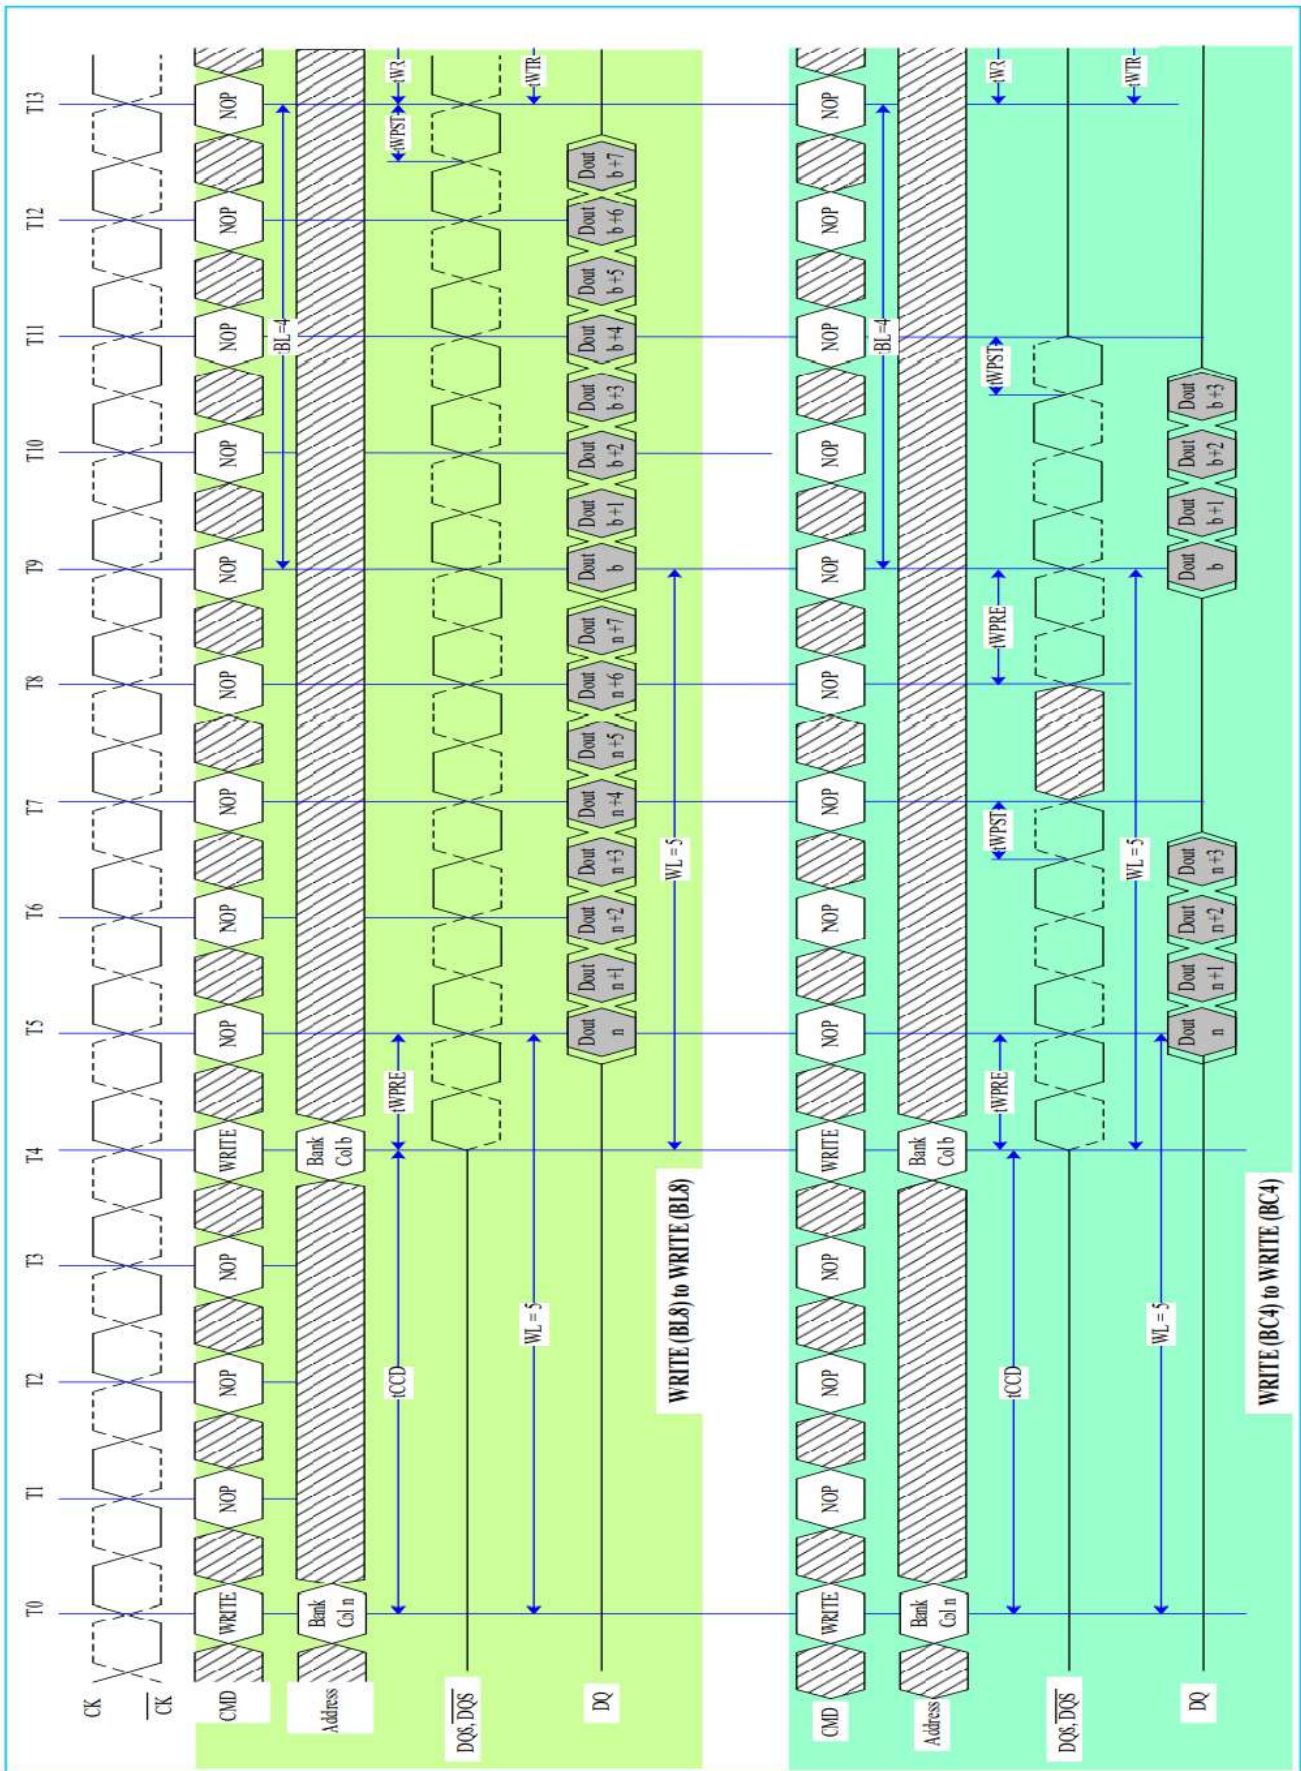 T0 T1 T2 T3 T4 T5 T6 T7 T8 T9 T10 T11 T12 T13
CK
CK
CMD WRITE NOP NOP NOP WRITE NOP NOP NOP NOP NOP NOP NOP NOP NOP
tBL=4
Address Bank Bank
Col n Col b
tCCD tWPRE tWPST tWR
DQS, DQS
WL = 5 tWTR
DQ Dout Dout Dout Dout Dout Dout Dout Dout Dout Dout Dout Dout Dout Dout Dout Dout
n n+1 n+2 n+3 n+4 n+5 n+6 n+7 b b+1 b+2 b+3 b+4 b+5 b+6 b+7
WL = 5
WRITE (BL8) to WRITE (BL8)
CMD WRITE NOP NOP NOP WRITE NOP NOP NOP NOP NOP NOP NOP NOP NOP
tBL=4
Address Bank Bank
Col n Col b
tWPRE tWPST tWPRE tWPST tWR
tCCD
DQS, DQS
WL = 5 tWTR
WL = 5
DQ Dout Dout Dout Dout Dout Dout Dout Dout
n n+1 n+2 n+3 b b+1 b+2 b+3
WRITE (BC4) to WRITE (BC4)